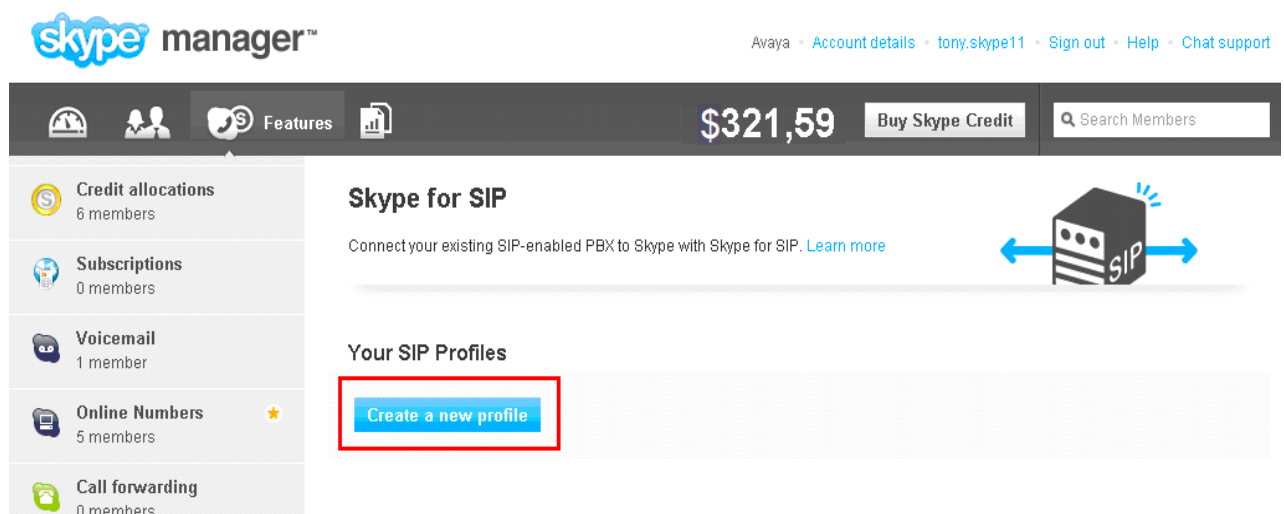 skype manager™
Avaya • Account details • tony.skype11 • Sign out • Help • Chat support
Features
$321,59
Buy Skype Credit
Search Members
Credit allocations
6 members
Subscriptions
0 members
Voicemail
1 member
Online Numbers
5 members
Call forwarding
0 members
Skype for SIP
Connect your existing SIP-enabled PBX to Skype with Skype for SIP. Learn more
SIP
Your SIP Profiles
Create a new profile